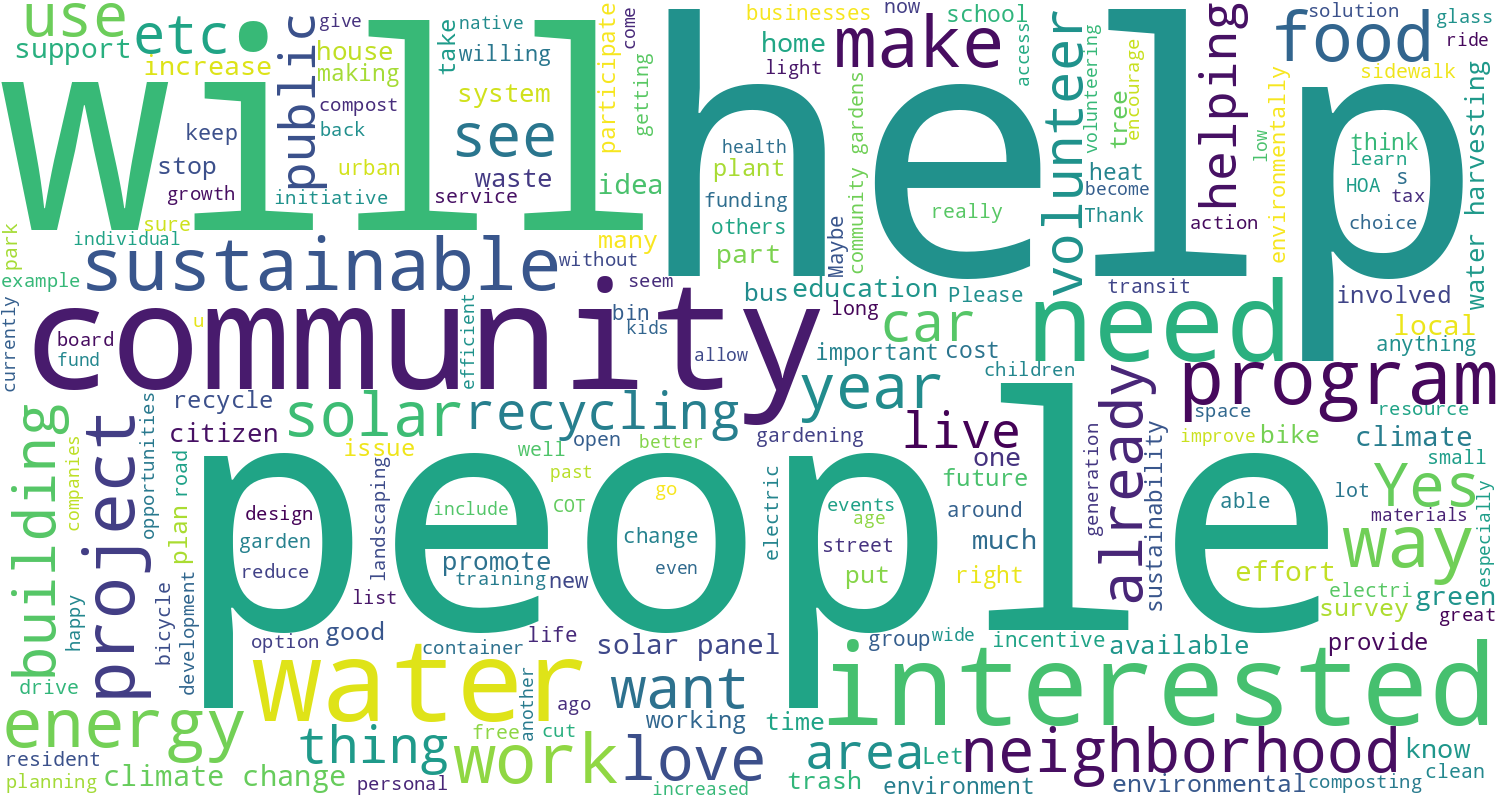 use
etc
will
help
make
food
businesses
now
school
solution
glass
support
increase
public
house
making
take
native
willing
participate
come
give
home
light
access
volunteer
volunteering
encourage
helping
ride
sidewalk
compost
back
system
getting
community gardens
environmentally
keep
stop
growth
urban
see
waste
health
plant
tree
low
think
learn
s
HOA
tax
choice
water harvesting
initiative
service
idea
funding
others
part
really
heat
become
Thank
action
sure
individual
park
example
sustainable
many
without
seem
Maybe
bus
education
Please
transit
need
involved
local
anything
currently
u
board
fund
community
efficient
bin
kids
allow
long
car
important
cost
children
year
program
recycle
citizen
opportunities
solar
recycling
issue
well
open
better
gardening
live
one
future
generation
already
sustainability
space
improve
bike
resource
climate
small
building
project
companies
plan
road
landscaping
past
COT
people
design
garden
reduce
include
go
change
even
electric
events
age
street
put
around
much
right
able
lot
Yes
materials
especially
way
effort
electri
survey
green
great
promote
training
new
list
happy
bicycle
development
option
good
container
life
solar panel
group
wide
incentive
available
provide
drive
water
another
ago
want
interested
energy
thing
free
cut
working
time
work
love
area
Let
neighborhood
know
clean
resident
planning
climate change
personal
increased
trash
environment
environmental
composting